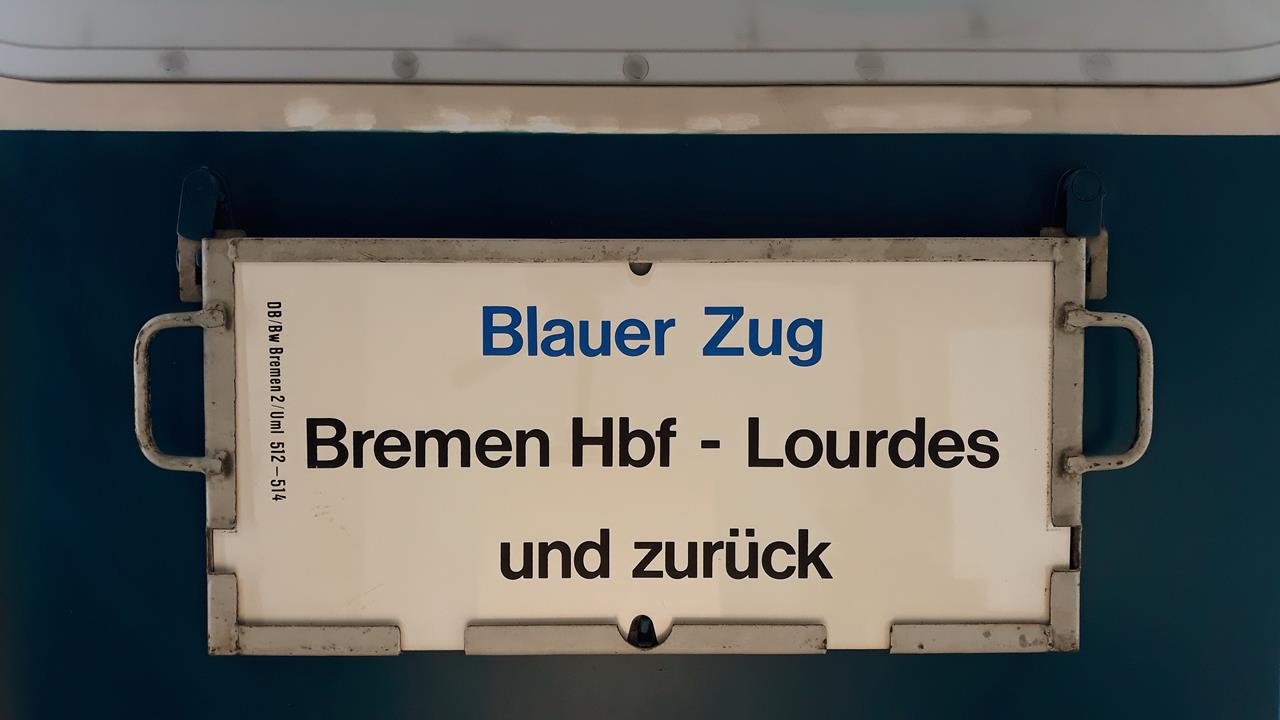 Blauer Zug
Bremen Hbf - Lourdes
und zurück
DB/Bw Bremen 2/Uml 512-514